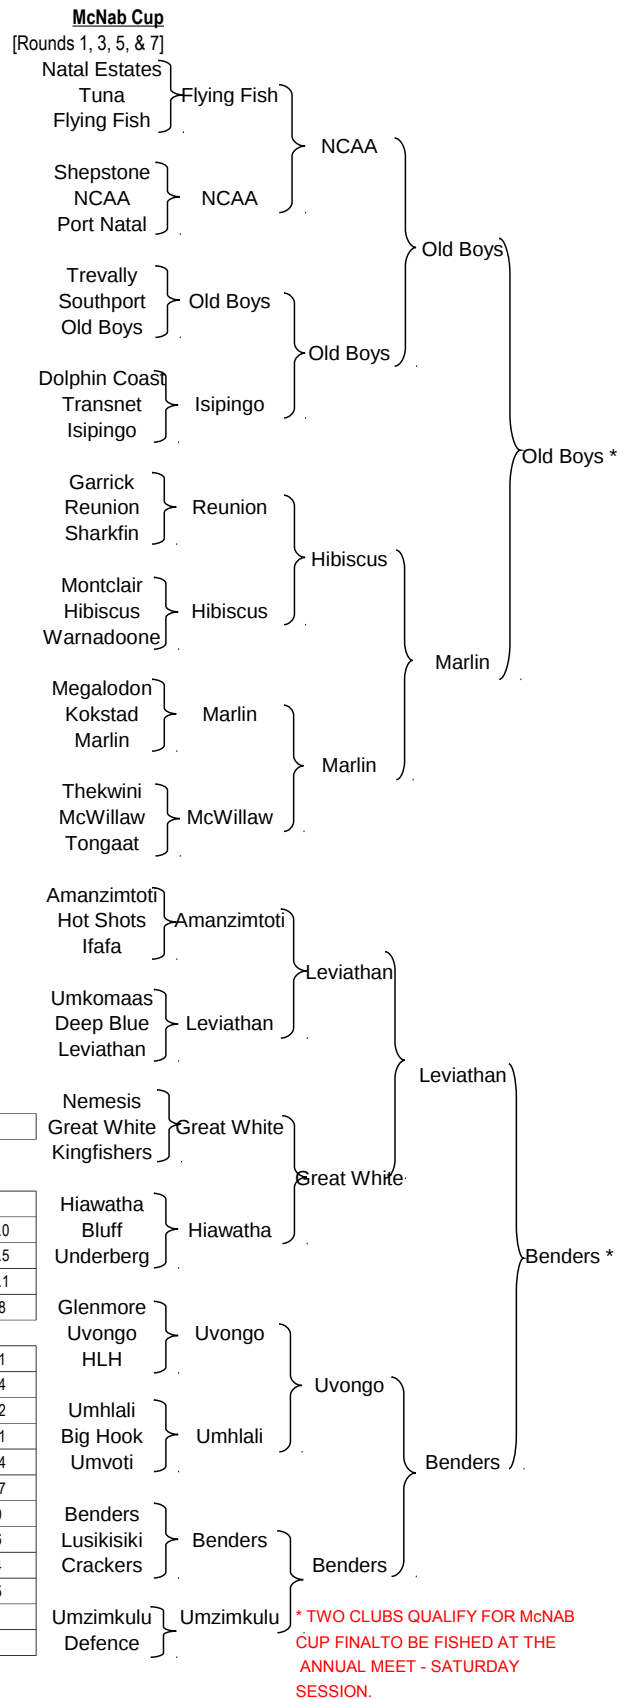 McNab Cup
[Rounds 1, 3, 5, & 7]
Natal Estates
Tuna
Flying Fish
Flying Fish
NCAA
Shepstone
NCAA
Port Natal
NCAA
Old Boys
Trevally
Southport
Old Boys
Old Boys
Old Boys
Dolphin Coast
Transnet
Isipingo
Isipingo
Old Boys *
Garrick
Reunion
Sharkfin
Reunion
Hibiscus
Montclair
Hibiscus
Warnadoone
Hibiscus
Marlin
Megalodon
Kokstad
Marlin
Marlin
Marlin
Thekwini
McWillaw
Tongaat
McWillaw
Amanzimtoti
Hot Shots
Ifafa
Amanzimtoti
Leviathan
Umkomaas
Deep Blue
Leviathan
Leviathan
Leviathan
Nemesis
Great White
Kingfishers
Great White
Great White
Hiawatha
Bluff
Underberg
Hiawatha
Benders *
Glenmore
Uvongo
HLH
Uvongo
Uvongo
Umhlali
Big Hook
Umvoti
Umhlali
Benders
Benders
Lusikisiki
Crackers
Benders
Benders
Umzimkulu
Defence
Umzimkulu
* TWO CLUBS QUALIFY FOR McNAB
CUP FINALTO BE FISHED AT THE
ANNUAL MEET - SATURDAY
SESSION.